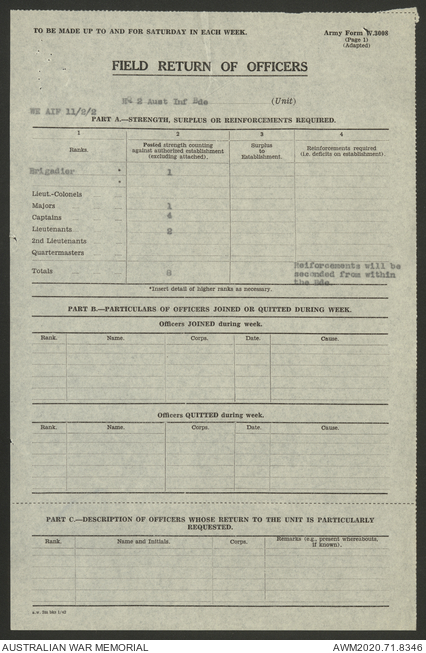 TO BE MADE UP TO AND FOR SATURDAY IN EACH WEEK.
Army Form W.3008
(Page 1)
(Adapted)
FIELD RETURN OF OFFICERS
HQ 2 Aust Inf Bde (Unit)
WE AIF 11/2/2
PART A.—STRENGTH, SURPLUS OR REINFORCEMENTS REQUIRED.
1 2 3 4
Ranks. Posted strength counting against authorized establishment (excluding attached). Surplus to Establishment. Reinforcements required (i.e. deficits on establishment).
Brigadier * 1
*
Lieut.-Colonels
Majors 1
Captains 4
Lieutenants 2
2nd Lieutenants
Quartermasters
Totals 8 Reiforcements will be
seconded from within
the Bde.
*Insert detail of higher ranks as necessary.
PART B.—PARTICULARS OF OFFICERS JOINED OR QUITTED DURING WEEK.
Officers JOINED during week.
Rank. Name. Corps. Date. Cause.
Officers QUITTED during week.
Rank. Name. Corps. Date. Cause.
PART C.—DESCRIPTION OF OFFICERS WHOSE RETURN TO THE UNIT IS PARTICULARLY
REQUESTED.
Rank. Name and Initials. Corps. Remarks (e.g., present whereabouts, if known).
AUSTRALIAN WAR MEMORIAL AWM2020.71.8346